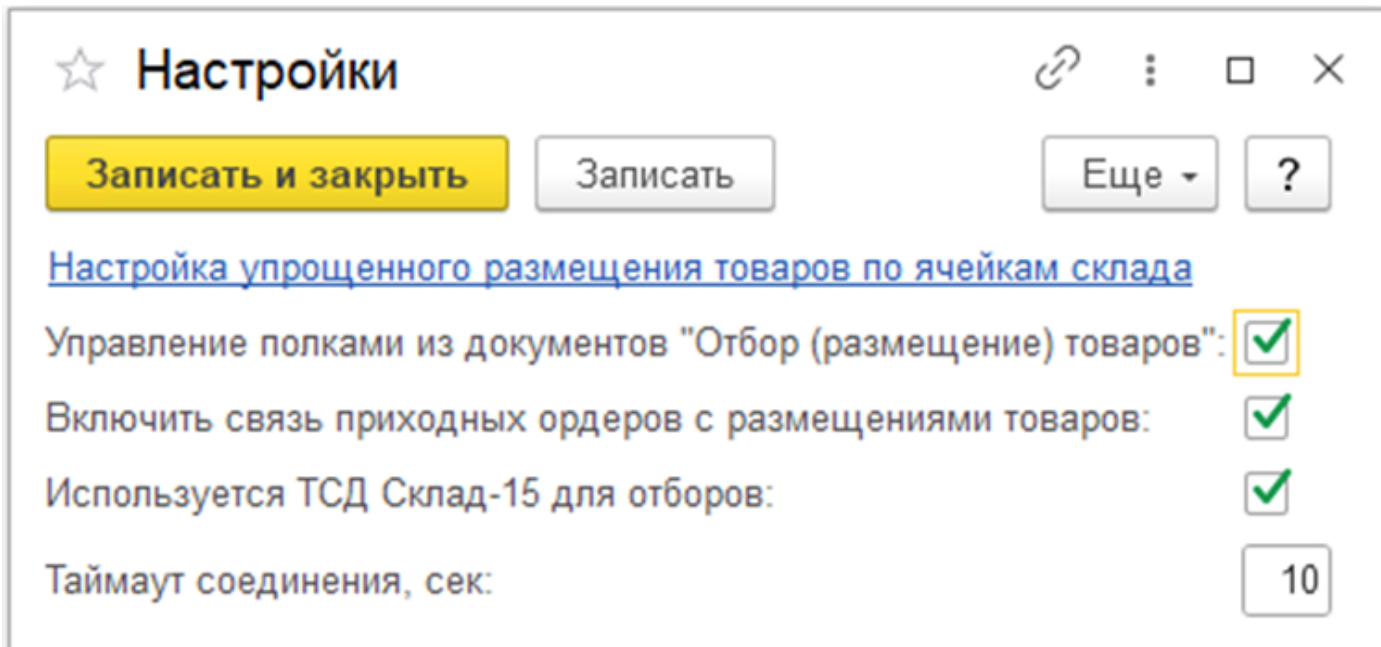 Настройки
Записать и закрыть Записать Еще ?
Настройка упрощенного размещения товаров по ячейкам склада
Управление полками из документов "Отбор (размещение) товаров":
Включить связь приходных ордеров с размещениями товаров:
Используется ТСД Склад-15 для отборов:
Таймаут соединения, сек: 10